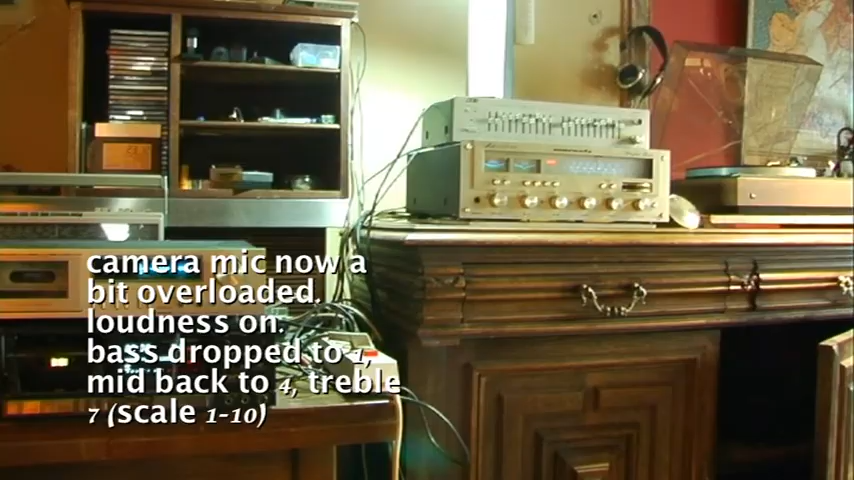 camera mic now a
bit overloaded.
loudness on.
bass dropped to 1,
mid back to 4, treble
7 (scale 1-10)